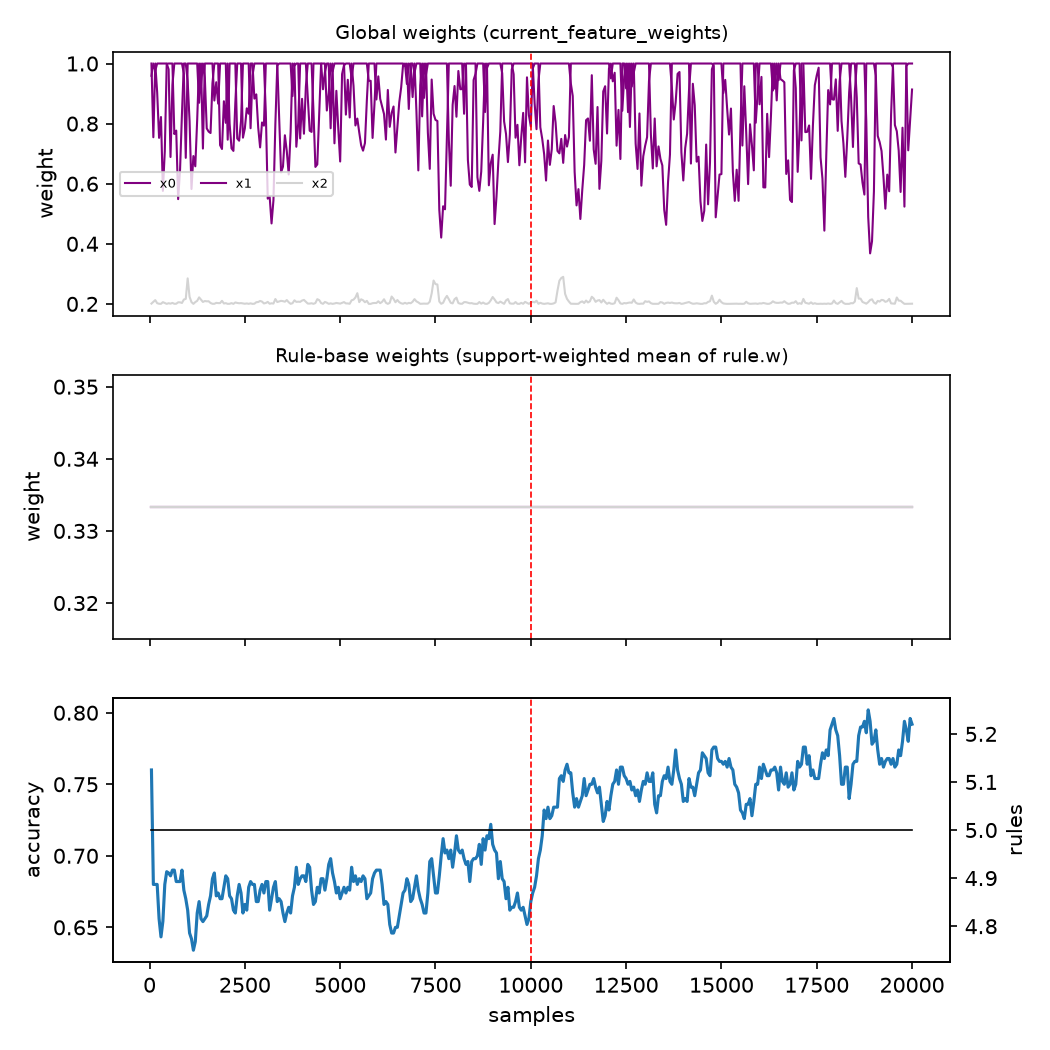 Global weights (current_feature_weights)
1.0
0.8
0.6
0.4
0.2
weight
x0 x1 x2
Rule-base weights (support-weighted mean of rule.w)
0.35
0.34
0.33
0.32
weight
0.80
0.75
0.70
0.65
accuracy
5.2
5.1
5.0
4.9
4.8
rules
0 2500 5000 7500 10000 12500 15000 17500 20000
samples